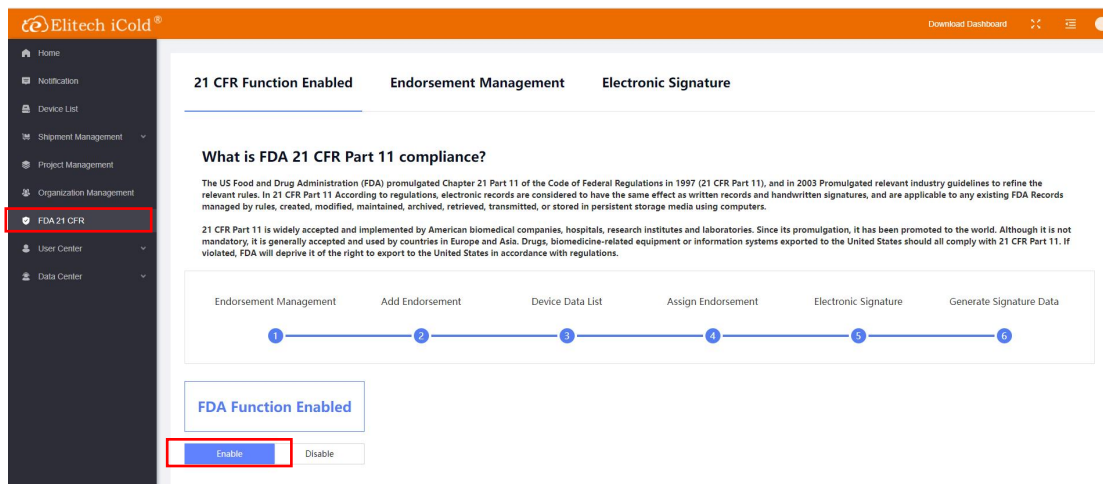 Elitech iCold®
Download Dashboard
Home
Notification
Device List
Shipment Management
Project Management
Organization Management
FDA 21 CFR
User Center
Data Center
21 CFR Function Enabled Endorsement Management Electronic Signature
What is FDA 21 CFR Part 11 compliance?
The US Food and Drug Administration (FDA) promulgated Chapter 21 Part 11 of the Code of Federal Regulations in 1997 (21 CFR Part 11), and in 2003 Promulgated relevant industry guidelines to refine the
relevant rules. In 21 CFR Part 11 According to regulations, electronic records are considered to have the same effect as written records and handwritten signatures, and are applicable to any existing FDA Records
managed by rules, created, modified, maintained, archived, retrieved, transmitted, or stored in persistent storage media using computers.
21 CFR Part 11 is widely accepted and implemented by American biomedical companies, hospitals, research institutes and laboratories. Since its promulgation, it has been promoted to the world. Although it is not
mandatory, it is generally accepted and used by countries in Europe and Asia. Drugs, biomedicine-related equipment or information systems exported to the United States should all comply with 21 CFR Part 11. If
violated, FDA will deprive it of the right to export to the United States in accordance with regulations.
Endorsement Management Add Endorsement Device Data List Assign Endorsement Electronic Signature Generate Signature Data
1 2 3 4 5 6
FDA Function Enabled
Enable Disable